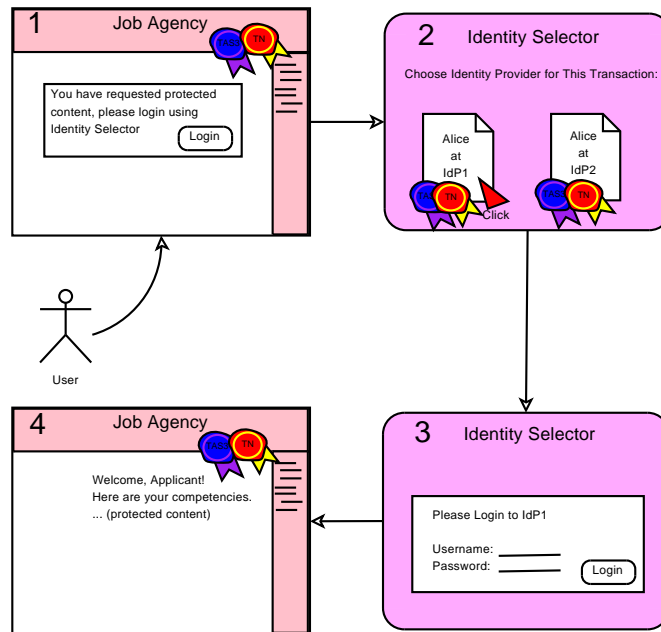 1 Job Agency
TAS3 TN
You have requested protected
content, please login using
Identity Selector
Login
2 Identity Selector
Choose Identity Provider for This Transaction:
Alice
at
IdP1
TN
Click
Alice
at
IdP2
TN
User
4 Job Agency
TN
Welcome, Applicant!
Here are your competencies.
... (protected content)
3 Identity Selector
Please Login to IdP1
Username:
Password:
Login